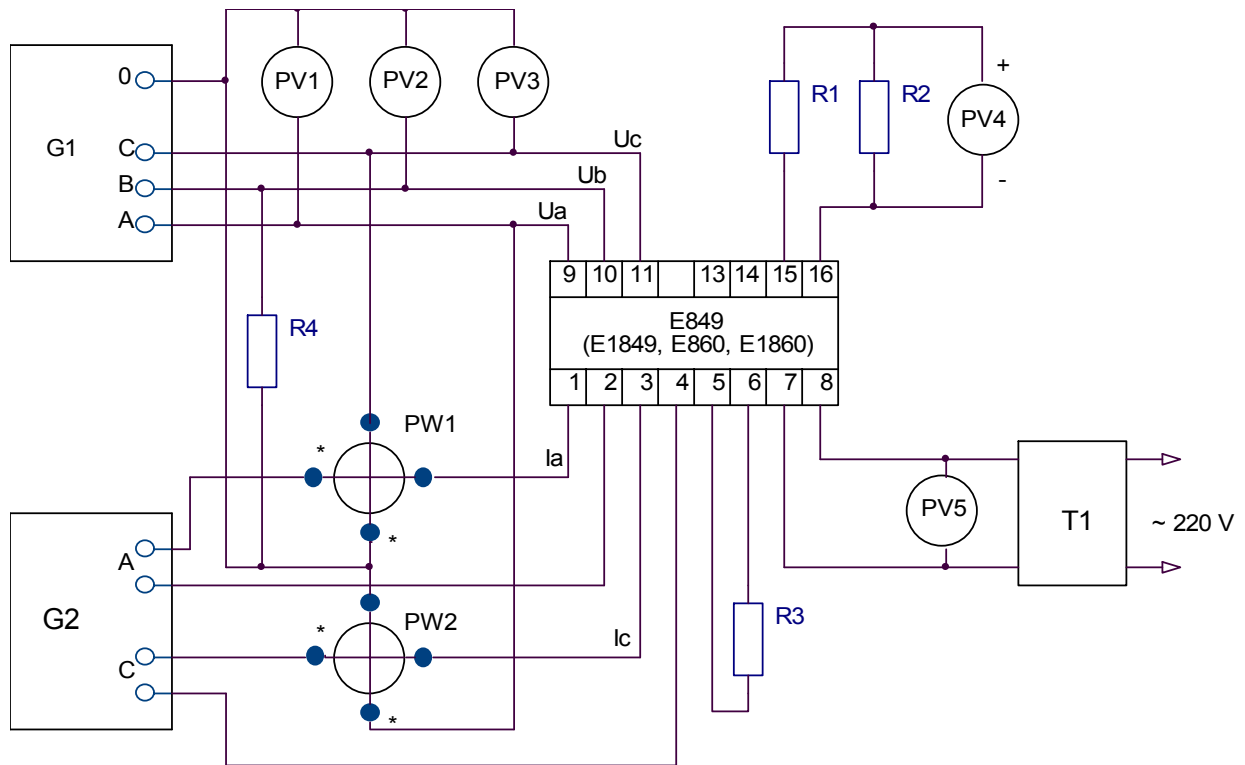 0
PV1
PV2
PV3
+
R1
R2
PV4
G1
C
Uc
B
Ub
-
A
Ua
9 10 11 13 14 15 16
R4
E849
(E1849, E860, E1860)
1 2 3 4 5 6 7 8
PW1
*
Ia
PV5
T1
~ 220 V
*
A
G2
PW2
*
Ic
R3
C
*